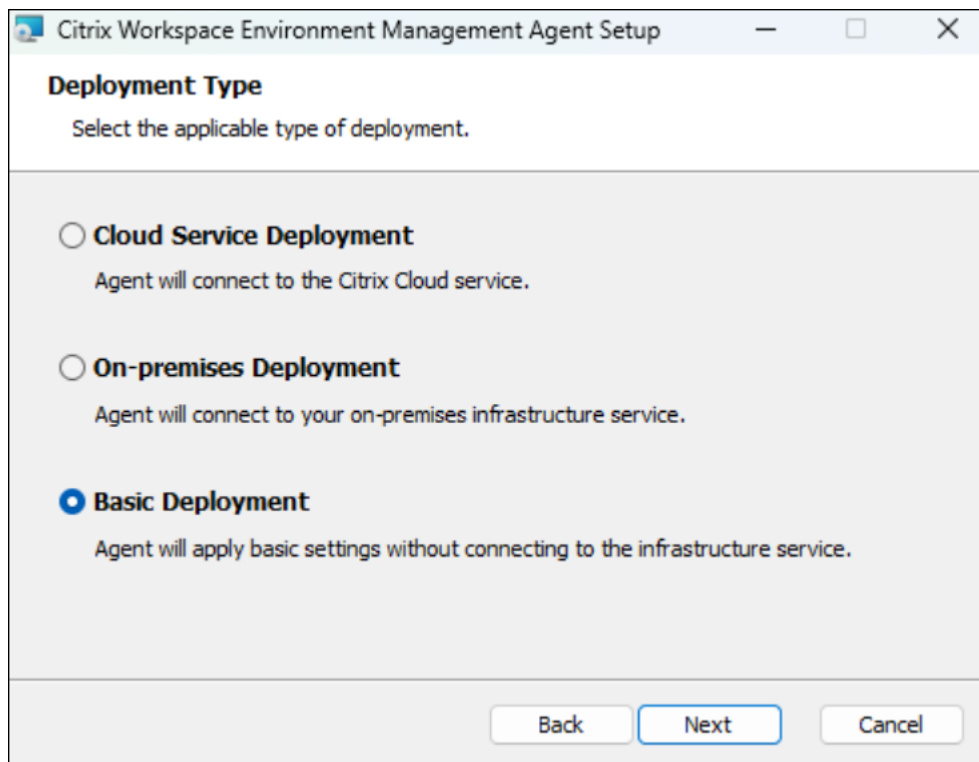 Citrix Workspace Environment Management Agent Setup
Deployment Type
Select the applicable type of deployment.
Cloud Service Deployment
Agent will connect to the Citrix Cloud service.
On-premises Deployment
Agent will connect to your on-premises infrastructure service.
Basic Deployment
Agent will apply basic settings without connecting to the infrastructure service.
Back Next Cancel